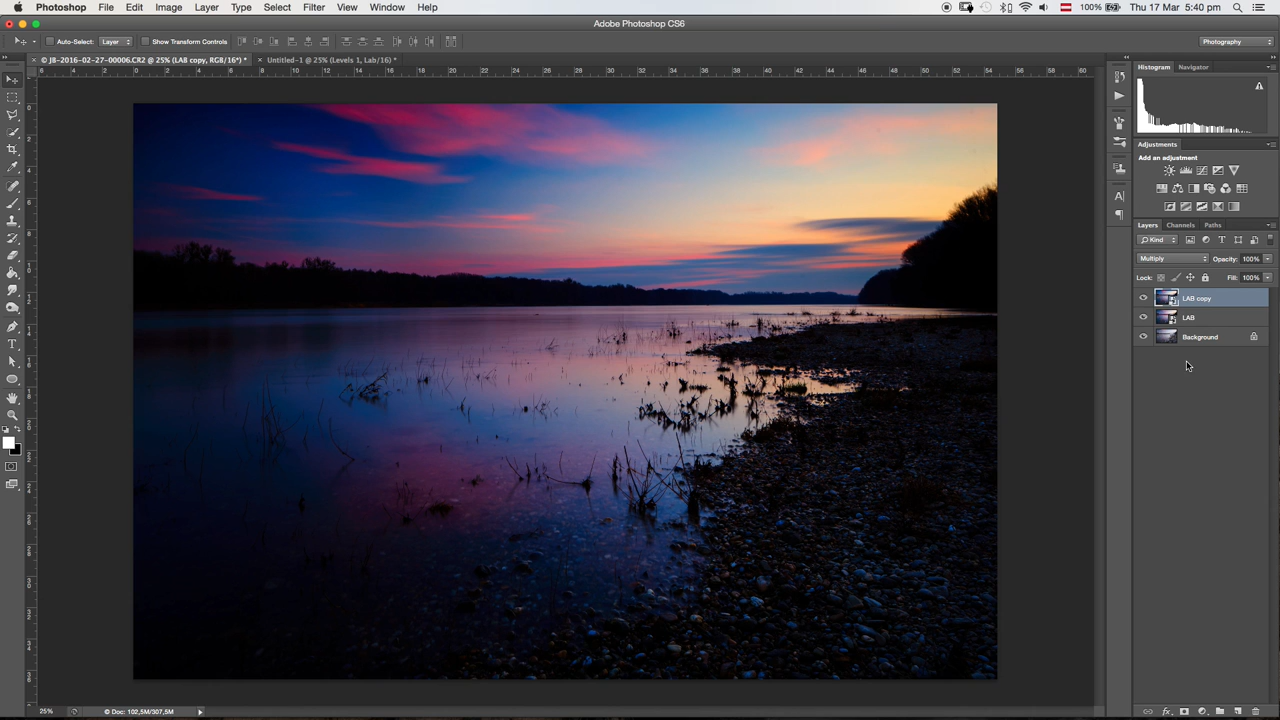 Photoshop File Edit Image Layer Type Select Filter View Window Help 100% Thu 17 Mar 5:40 pm
Adobe Photoshop CS6
Auto-Select: Layer Show Transform Controls Photography
× © JB-2016-02-27-00006.CR2 @ 25% (LAB copy, RGB/16*) * × Untitled-1 @ 25% (Levels 1, Lab/16) *
Histogram Navigator
Adjustments
Add an adjustment
Layers Channels Paths
Kind
Multiply Opacity: 100%
Lock: Fill: 100%
LAB copy
LAB
Background
25% Doc: 102,5M/307,5M